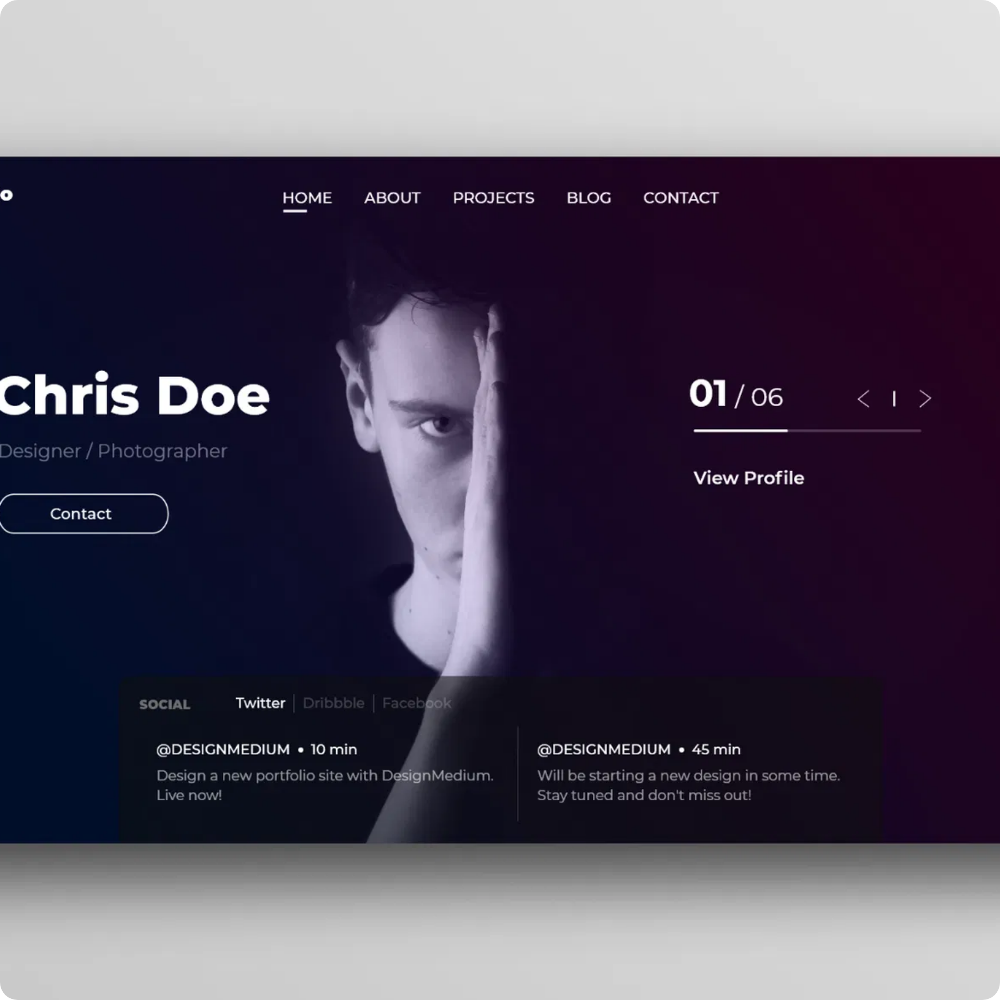 o
HOME ABOUT PROJECTS BLOG CONTACT
Chris Doe
Designer / Photographer
Contact
01 / 06
View Profile
SOCIAL Twitter Dribbble Facebook
@DESIGNMEDIUM • 10 min
Design a new portfolio site with DesignMedium.
Live now!
@DESIGNMEDIUM • 45 min
Will be starting a new design in some time.
Stay tuned and don't miss out!